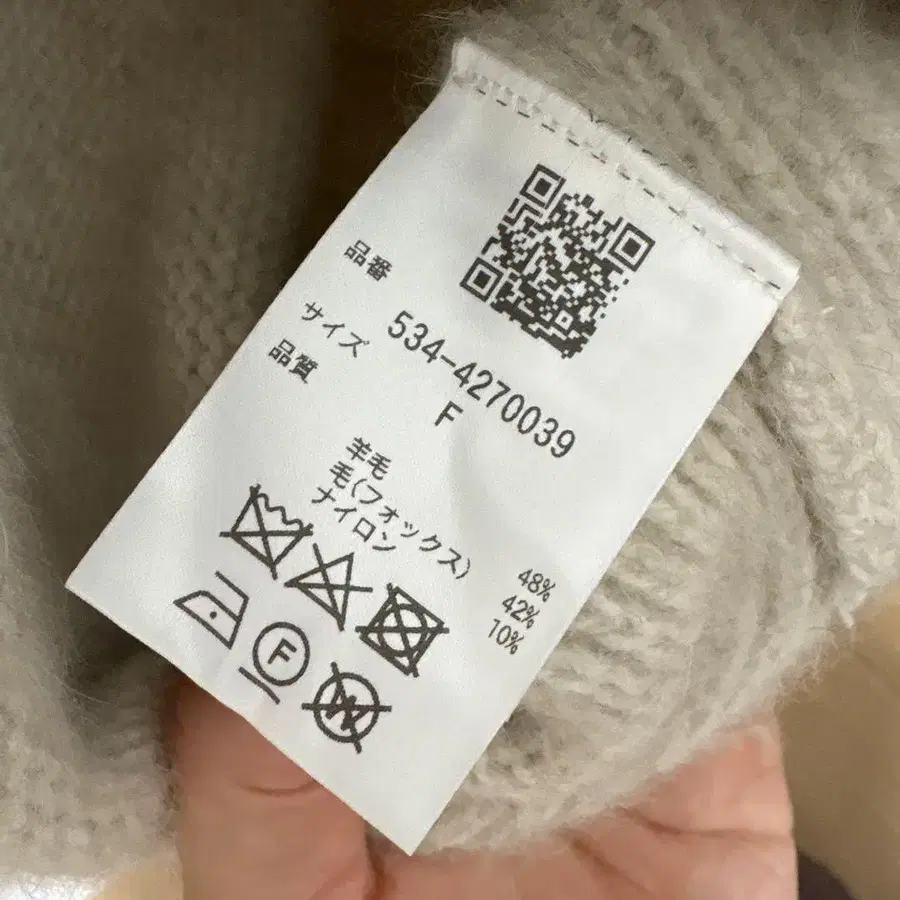 品番
534-4270039
サイズ F
品質
羊毛 48%
毛(フォックス) 42%
ナイロン 10%
F
W